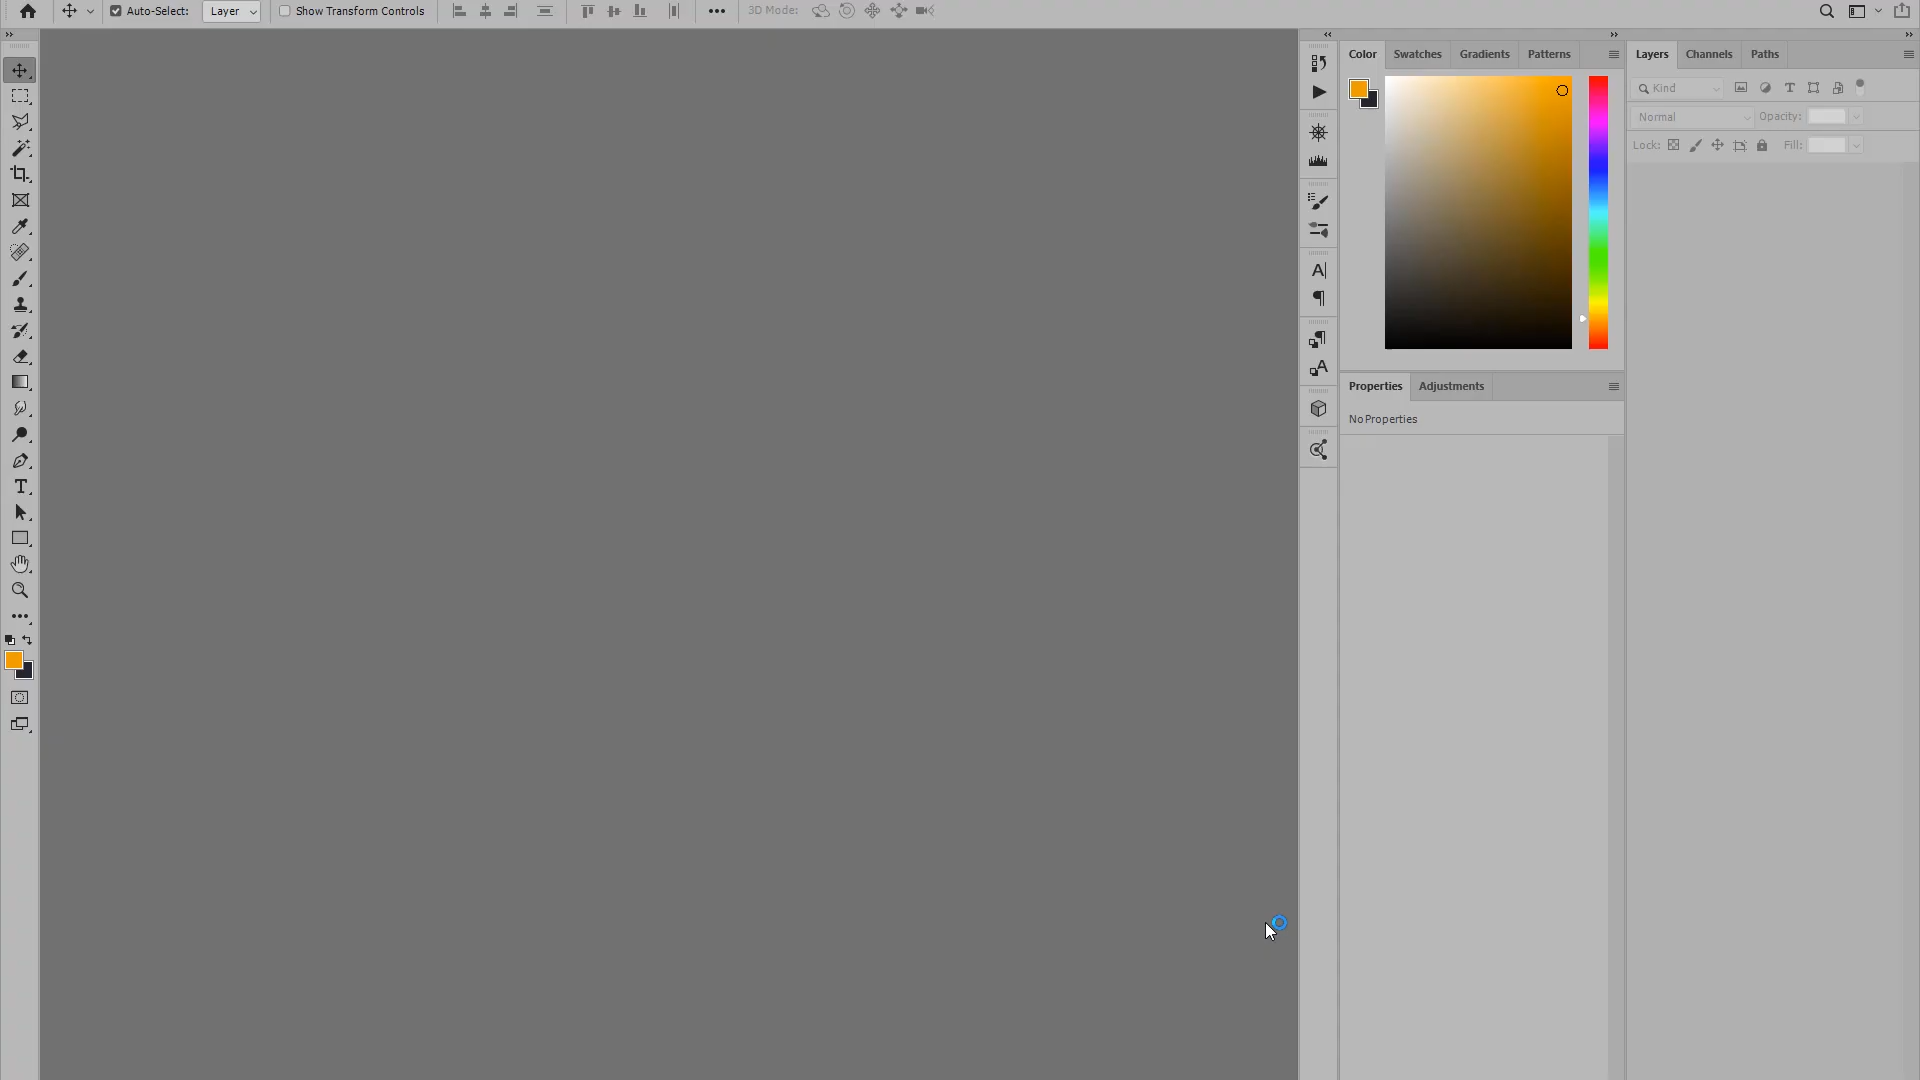 Auto-Select: Layer Show Transform Controls 3D Mode:
Color Swatches Gradients Patterns
Layers Channels Paths
Kind
Normal Opacity:
Lock: Fill:
Properties Adjustments
No Properties